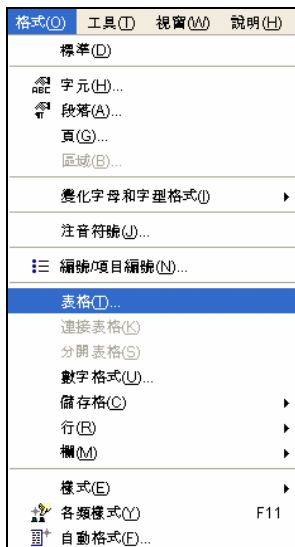 格式(O) 工具(T) 視窗(W) 說明(H)
標準(D)
字元(H)...
段落(A)...
頁(G)...
區域(B)...
變化字母和字型格式(I)
注音符號(J)...
編號/項目編號(N)...
表格(T)...
連接表格(K)
分開表格(S)
數字格式(U)...
儲存格(C)
行(R)
欄(M)
樣式(E)
各類樣式(Y) F11
自動格式(F)...